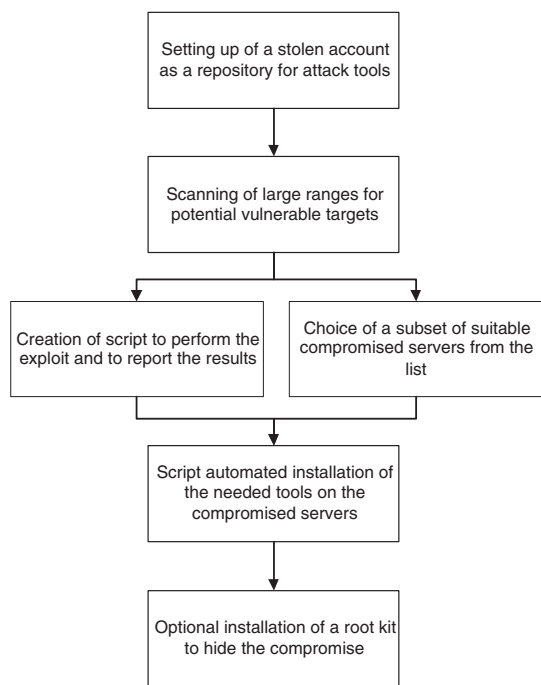 Setting up of a stolen account
as a repository for attack tools
Scanning of large ranges for
potential vulnerable targets
Creation of script to perform the
exploit and to report the results
Choice of a subset of suitable
compromised servers from the
list
Script automated installation of
the needed tools on the
compromised servers
Optional installation of a root kit
to hide the compromise